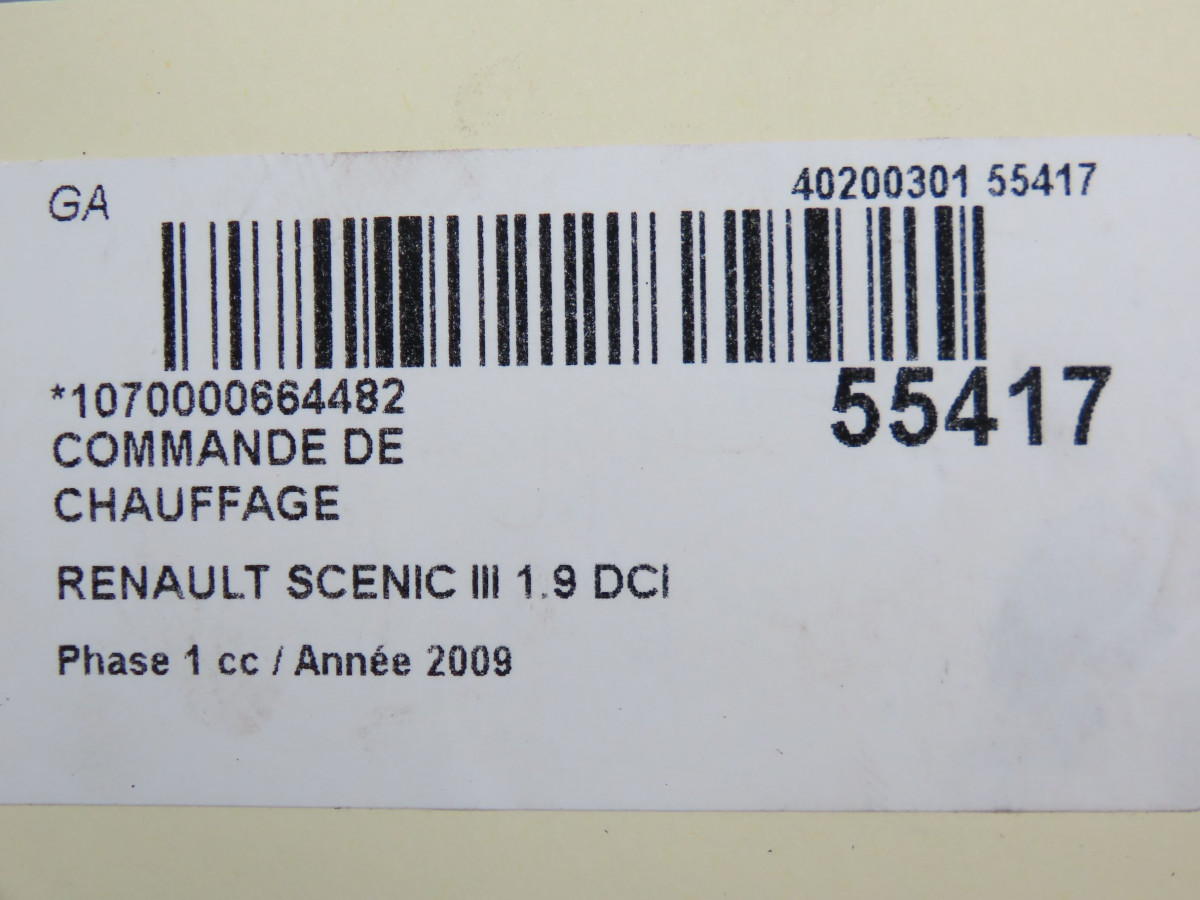 GA
40200301 55417
*1070000664482
55417
COMMANDE DE
CHAUFFAGE
RENAULT SCENIC III 1.9 DCI
Phase 1 cc / Année 2009